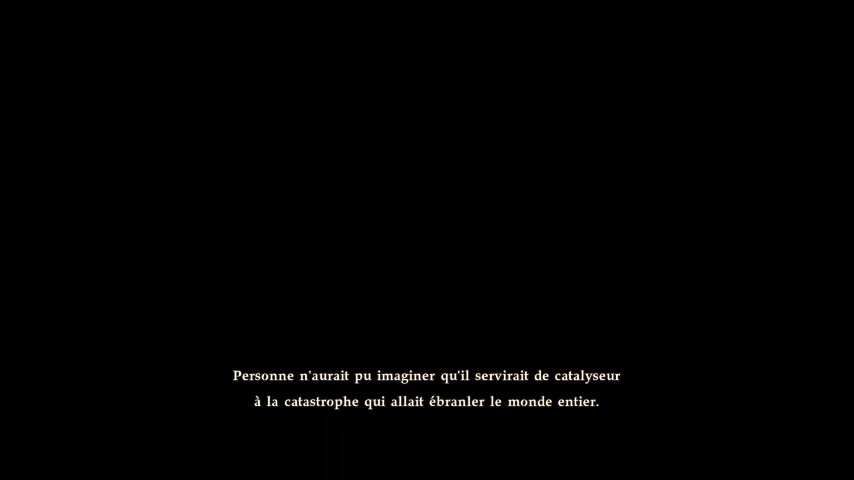 Personne n'aurait pu imaginer qu'il servirait de catalyseur
à la catastrophe qui allait ébranler le monde entier.